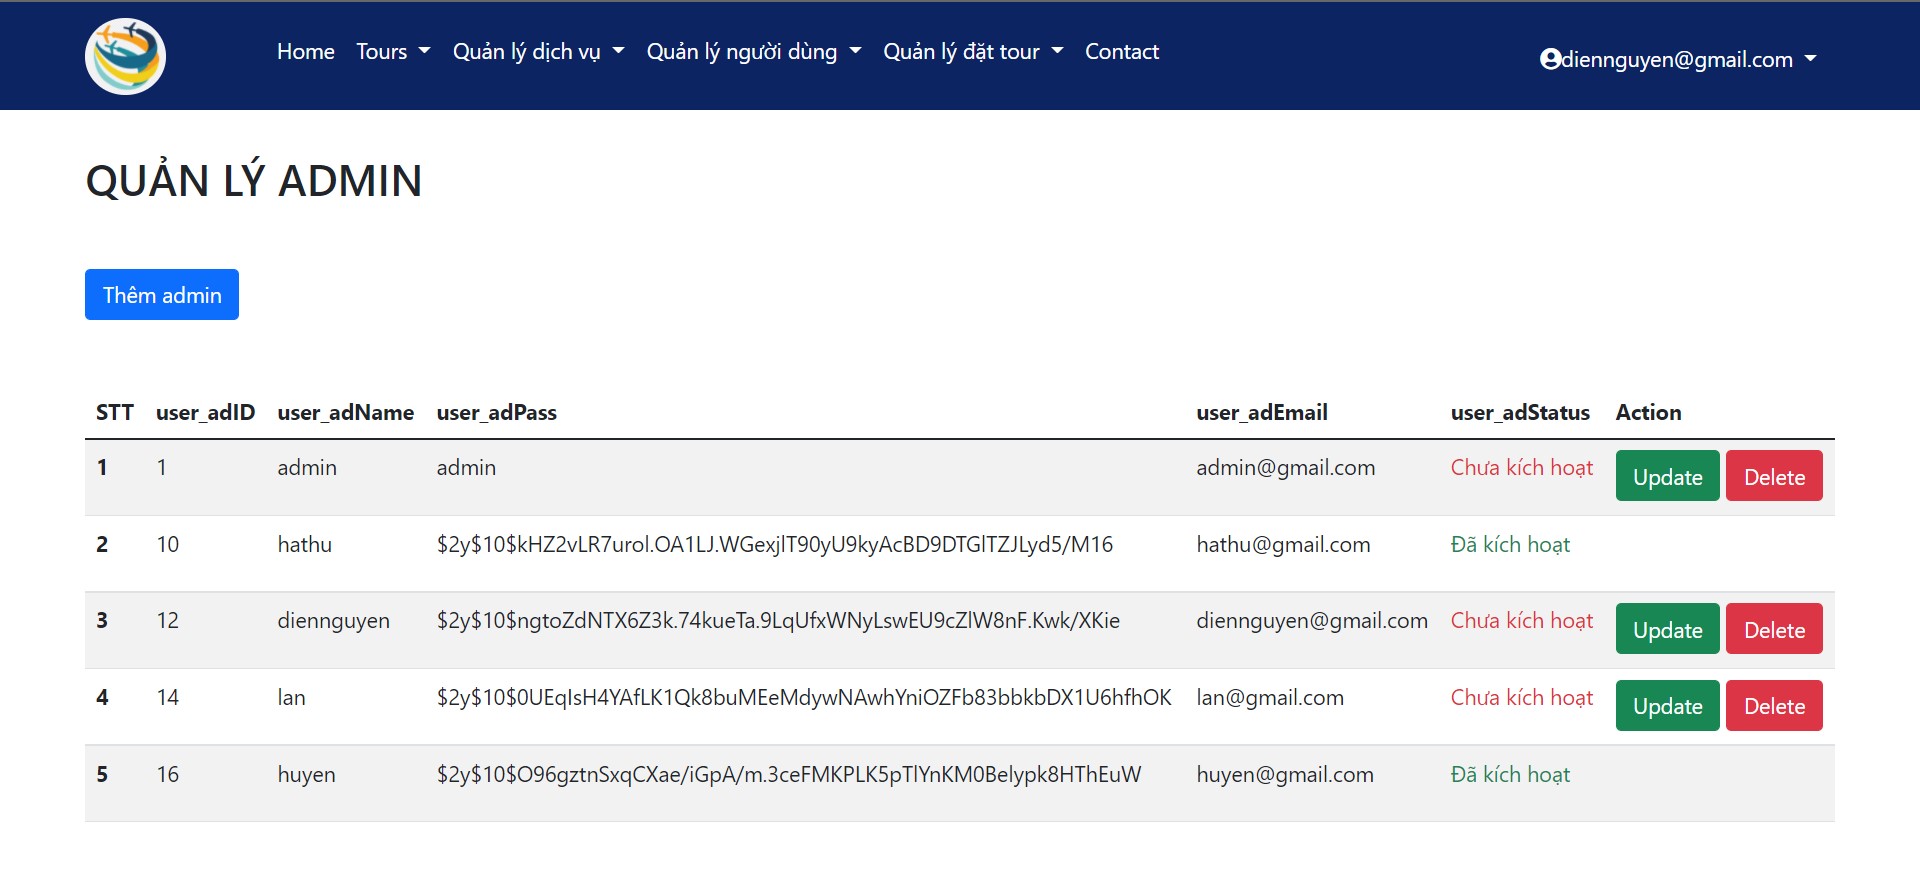 Home Tours Quản lý dịch vụ Quản lý người dùng Quản lý đặt tour Contact diennguyen@gmail.com
QUẢN LÝ ADMIN
Thêm admin
STT user_adID user_adName user_adPass user_adEmail user_adStatus Action
1 1 admin admin admin@gmail.com Chưa kích hoạt Update Delete
2 10 hathu $2y$10$kHZ2vLR7urol.OA1LJ.WGexjlT90yU9kyAcBD9DTGlTZJLyd5/M16 hathu@gmail.com Đã kích hoạt
3 12 diennguyen $2y$10$ngtoZdNTX6Z3k.74kueTa.9LqUfxWNyLswEU9cZlW8nF.Kwk/XKie diennguyen@gmail.com Chưa kích hoạt Update Delete
4 14 lan $2y$10$0UEqIsH4YAfLK1Qk8buMEeMdywNAwhYniOZFb83bbkbDX1U6hfhOK lan@gmail.com Chưa kích hoạt Update Delete
5 16 huyen $2y$10$O96gztnSxqCXae/iGpA/m.3ceFMKPLK5pTlYnKM0Belypk8HThEuW huyen@gmail.com Đã kích hoạt